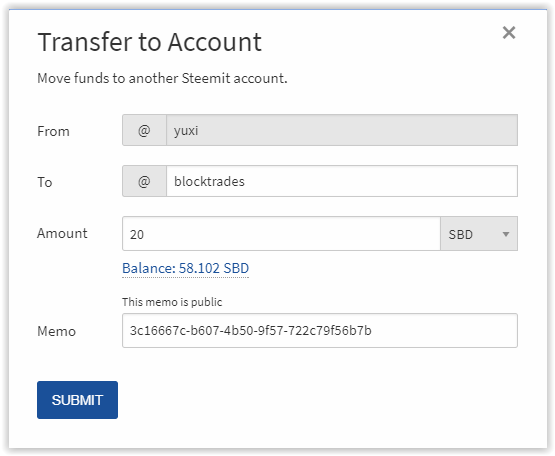 Transfer to Account
Move funds to another Steemit account.
From @ yuxi
To @ blocktrades
Amount 20 SBD
Balance: 58.102 SBD
This memo is public
Memo 3c16667c-b607-4b50-9f57-722c79f56b7b
SUBMIT